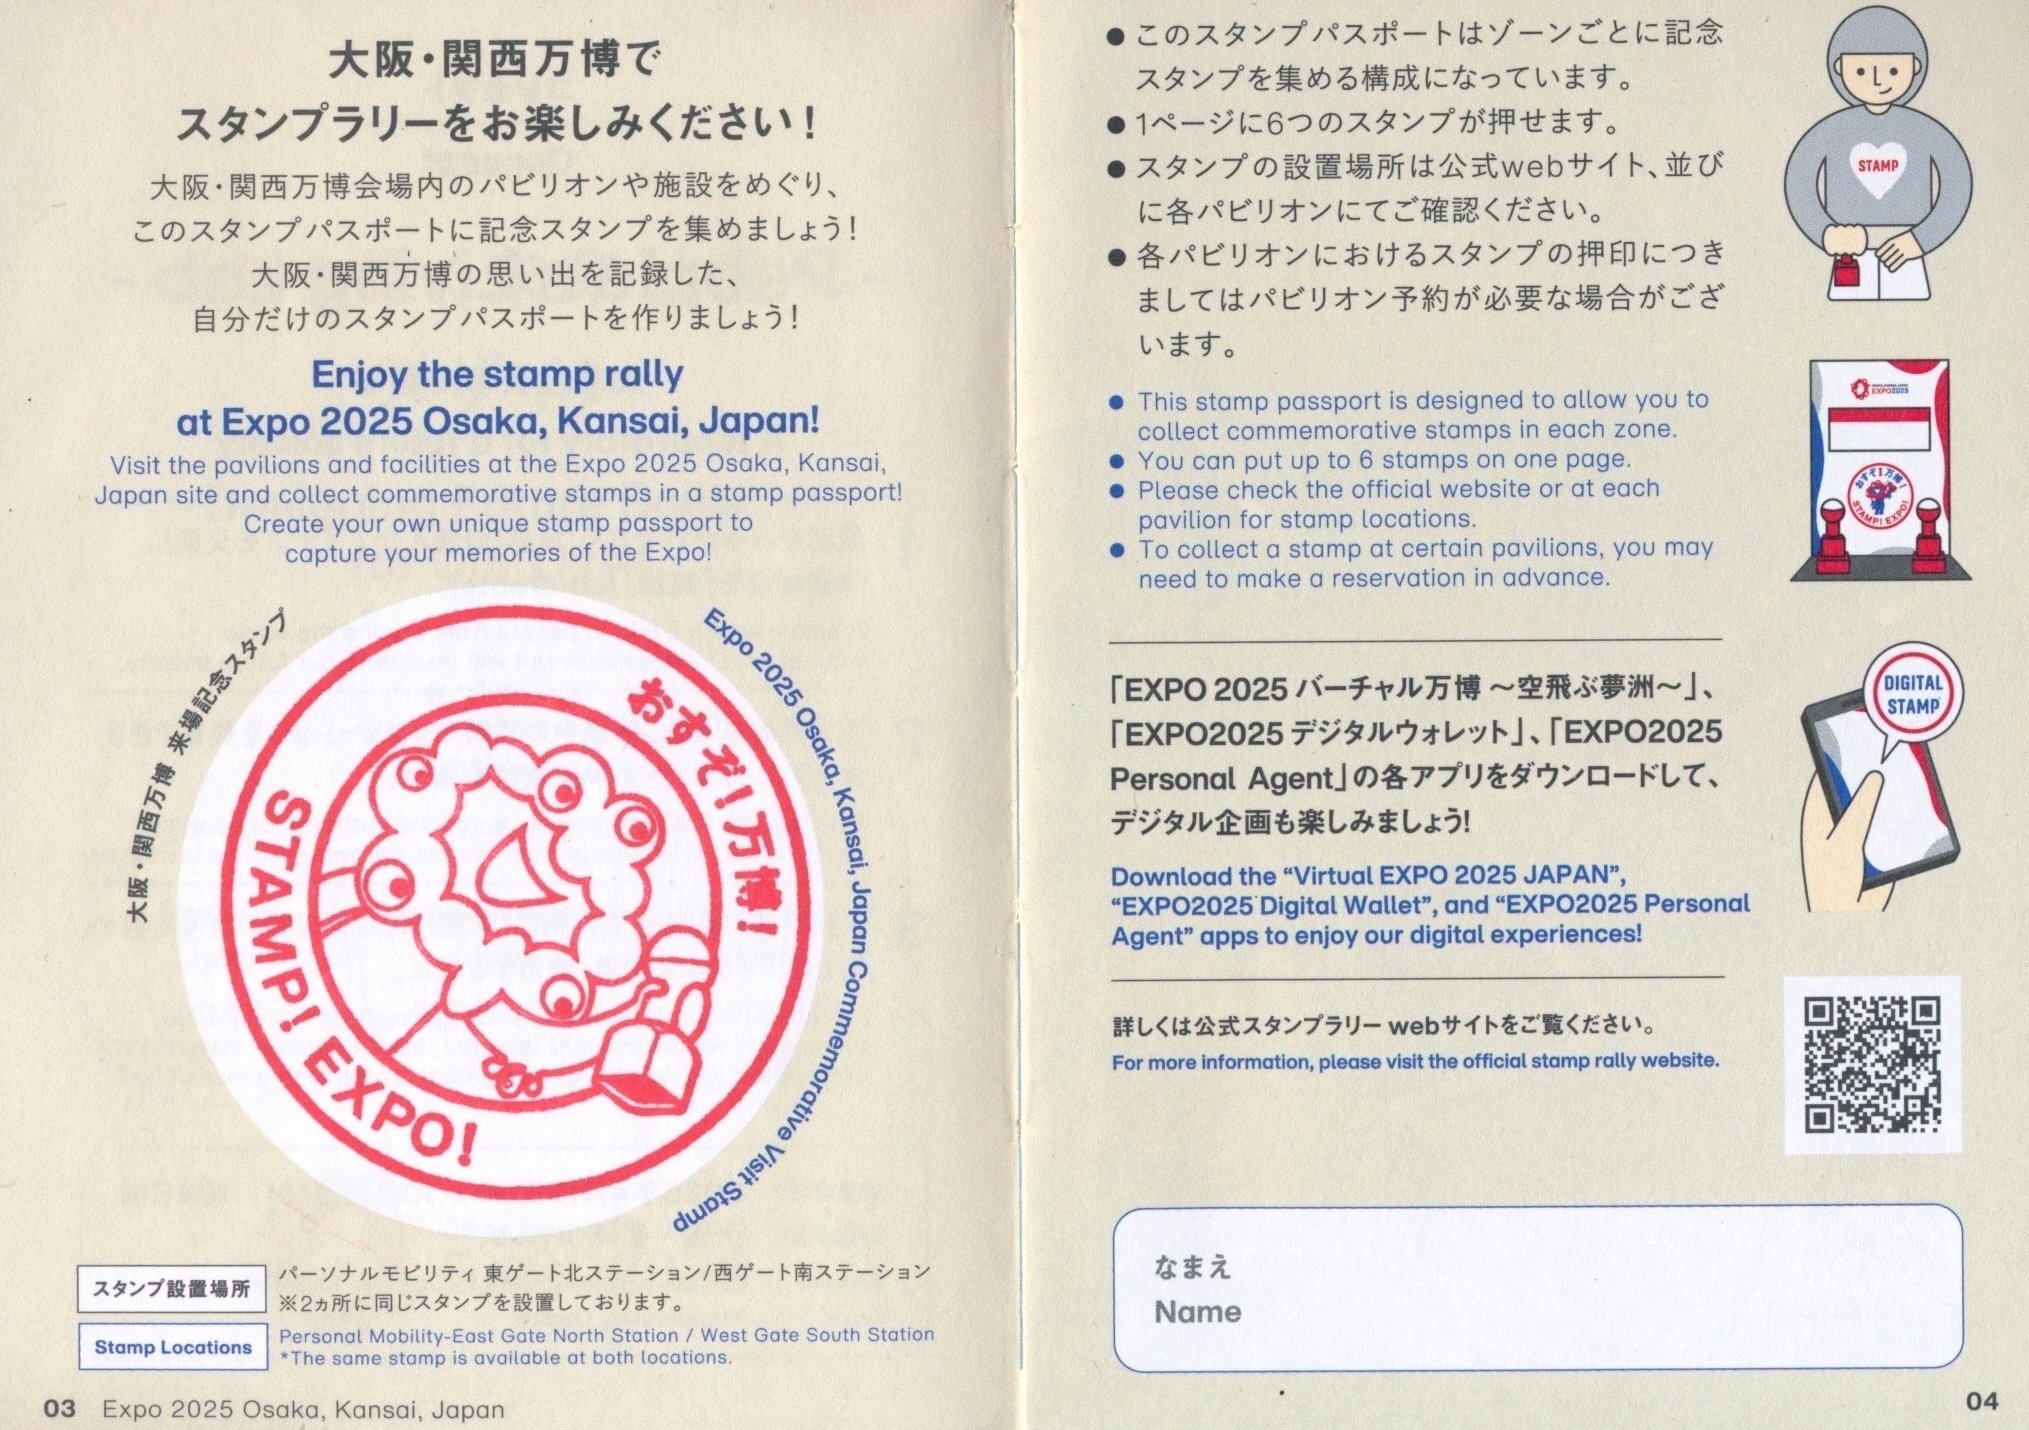 大阪・関西万博で
スタンプラリーをお楽しみください！
大阪・関西万博会場内のパビリオンや施設をめぐり、
このスタンプパスポートに記念スタンプを集めましょう！
大阪・関西万博の思い出を記録した、
自分だけのスタンプパスポートを作りましょう！
Enjoy the stamp rally
at Expo 2025 Osaka, Kansai, Japan!
Visit the pavilions and facilities at the Expo 2025 Osaka, Kansai,
Japan site and collect commemorative stamps in a stamp passport!
Create your own unique stamp passport to
capture your memories of the Expo!
大阪・関西万博 来場記念スタンプ
Expo 2025 Osaka, Kansai, Japan Commemorative Visit Stamp
おすぞ！万博！
STAMP! EXPO!
スタンプ設置場所
パーソナルモビリティ 東ゲート北ステーション/西ゲート南ステーション
※2ヵ所に同じスタンプを設置しております。
Stamp Locations
Personal Mobility-East Gate North Station / West Gate South Station
*The same stamp is available at both locations.
03 Expo 2025 Osaka, Kansai, Japan
● このスタンプパスポートはゾーンごとに記念
スタンプを集める構成になっています。
● 1ページに6つのスタンプが押せます。
● スタンプの設置場所は公式webサイト、並び
に各パビリオンにてご確認ください。
● 各パビリオンにおけるスタンプの押印につき
ましてはパビリオン予約が必要な場合がござ
います。
STAMP
● This stamp passport is designed to allow you to
collect commemorative stamps in each zone.
● You can put up to 6 stamps on one page.
● Please check the official website or at each
pavilion for stamp locations.
● To collect a stamp at certain pavilions, you may
need to make a reservation in advance.
OSAKA, KANSAI, JAPAN
EXPO2025
おすぞ！万博！
STAMP! EXPO!
「EXPO 2025 バーチャル万博 ～空飛ぶ夢洲～」、
「EXPO2025 デジタルウォレット」、「EXPO2025
Personal Agent」の各アプリをダウンロードして、
デジタル企画も楽しみましょう！
DIGITAL
STAMP
Download the “Virtual EXPO 2025 JAPAN”,
“EXPO2025 Digital Wallet”, and “EXPO2025 Personal
Agent” apps to enjoy our digital experiences!
詳しくは公式スタンプラリー webサイトをご覧ください。
For more information, please visit the official stamp rally website.
なまえ
Name
04